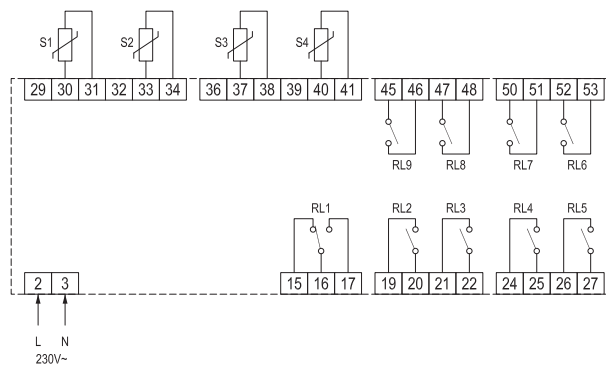 S1 S2 S3 S4
29 30 31 32 33 34 36 37 38 39 40 41 45 46 47 48 50 51 52 53
RL9 RL8 RL7 RL6
RL1 RL2 RL3 RL4 RL5
2 3 15 16 17 19 20 21 22 24 25 26 27
L N
230V~